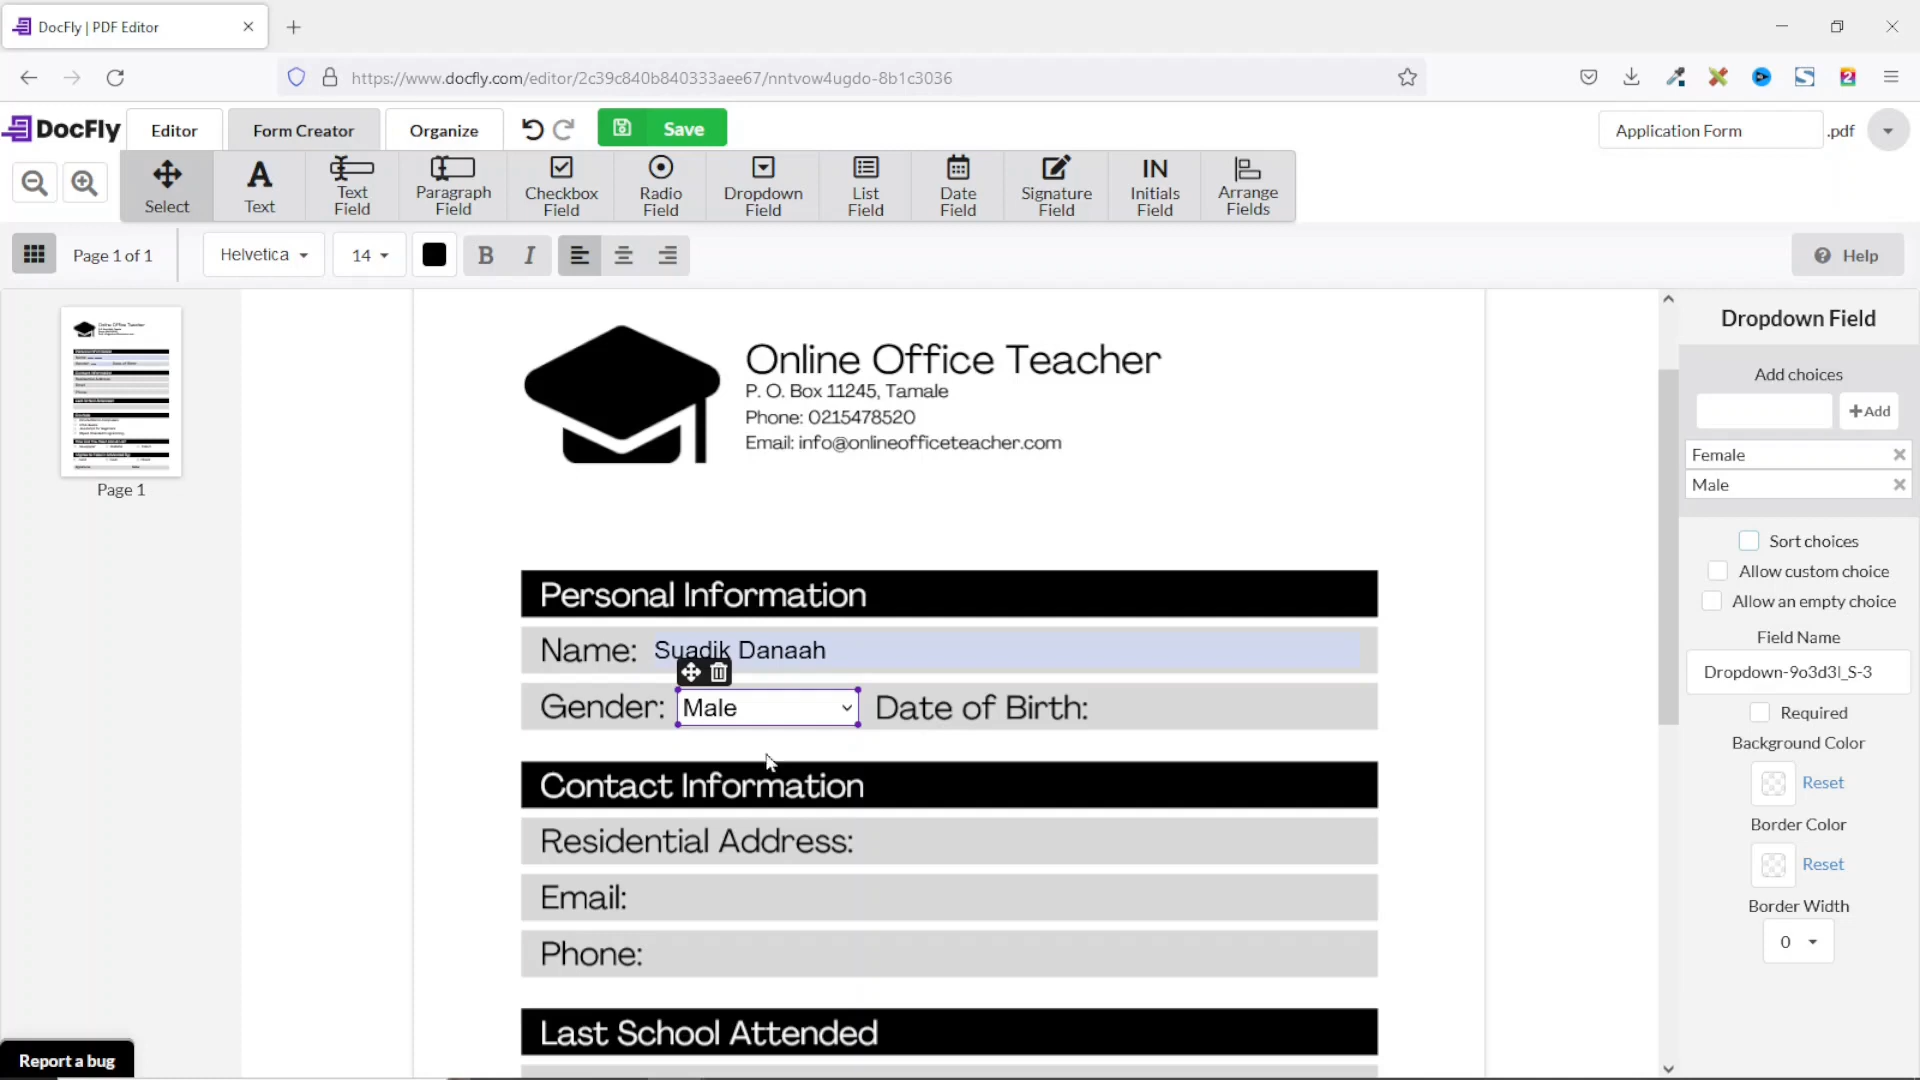 DocFly | PDF Editor
https://www.docfly.com/editor/2c39c840b840333aee67/nntvow4ugdo-8b1c3036
DocFly
Editor
Form Creator
Organize
Save
Application Form
.pdf
Select
Text
Text Field
Paragraph Field
Checkbox Field
Radio Field
Dropdown Field
List Field
Date Field
Signature Field
IN
Initials Field
Arrange Fields
Page 1 of 1
Helvetica
14
B
I
Help
Page 1
Online Office Teacher
P. O. Box 11245, Tamale
Phone: 0215478520
Email: info@onlineofficeteacher.com
Personal Information
Name: Suadik Danaah
Gender: Male
Date of Birth:
Contact Information
Residential Address:
Email:
Phone:
Last School Attended
Dropdown Field
Add choices
+Add
Female
Male
Sort choices
Allow custom choice
Allow an empty choice
Field Name
Dropdown-9o3d3l_S-3
Required
Background Color
Reset
Border Color
Reset
Border Width
0
Report a bug